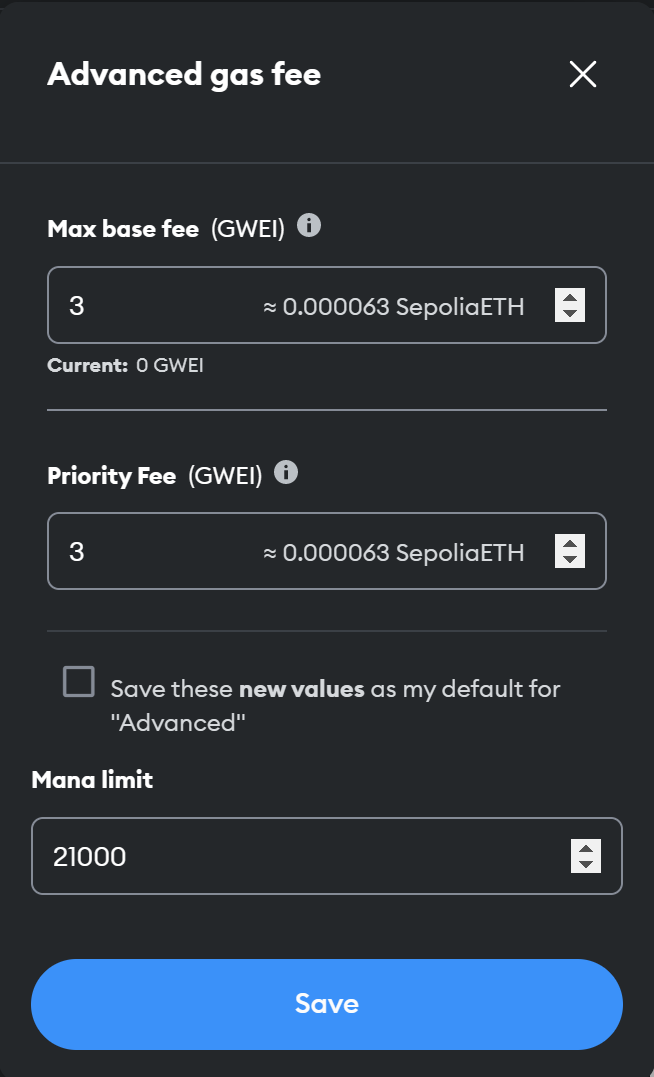 Advanced gas fee
Max base fee (GWEI)
3 ≈ 0.000063 SepoliaETH
Current: 0 GWEI
Priority Fee (GWEI)
3 ≈ 0.000063 SepoliaETH
Save these new values as my default for
"Advanced"
Mana limit
21000
Save